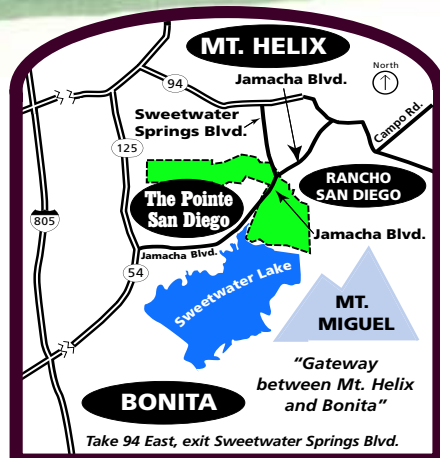 MT. HELIX
North
94
Jamacha Blvd.
Sweetwater
Springs Blvd.
Campo Rd.
125
RANCHO
SAN DIEGO
The Pointe
San Diego
805
Jamacha Blvd.
Jamacha Blvd.
54
Sweetwater Lake
MT.
MIGUEL
"Gateway
between Mt. Helix
and Bonita"
BONITA
Take 94 East, exit Sweetwater Springs Blvd.